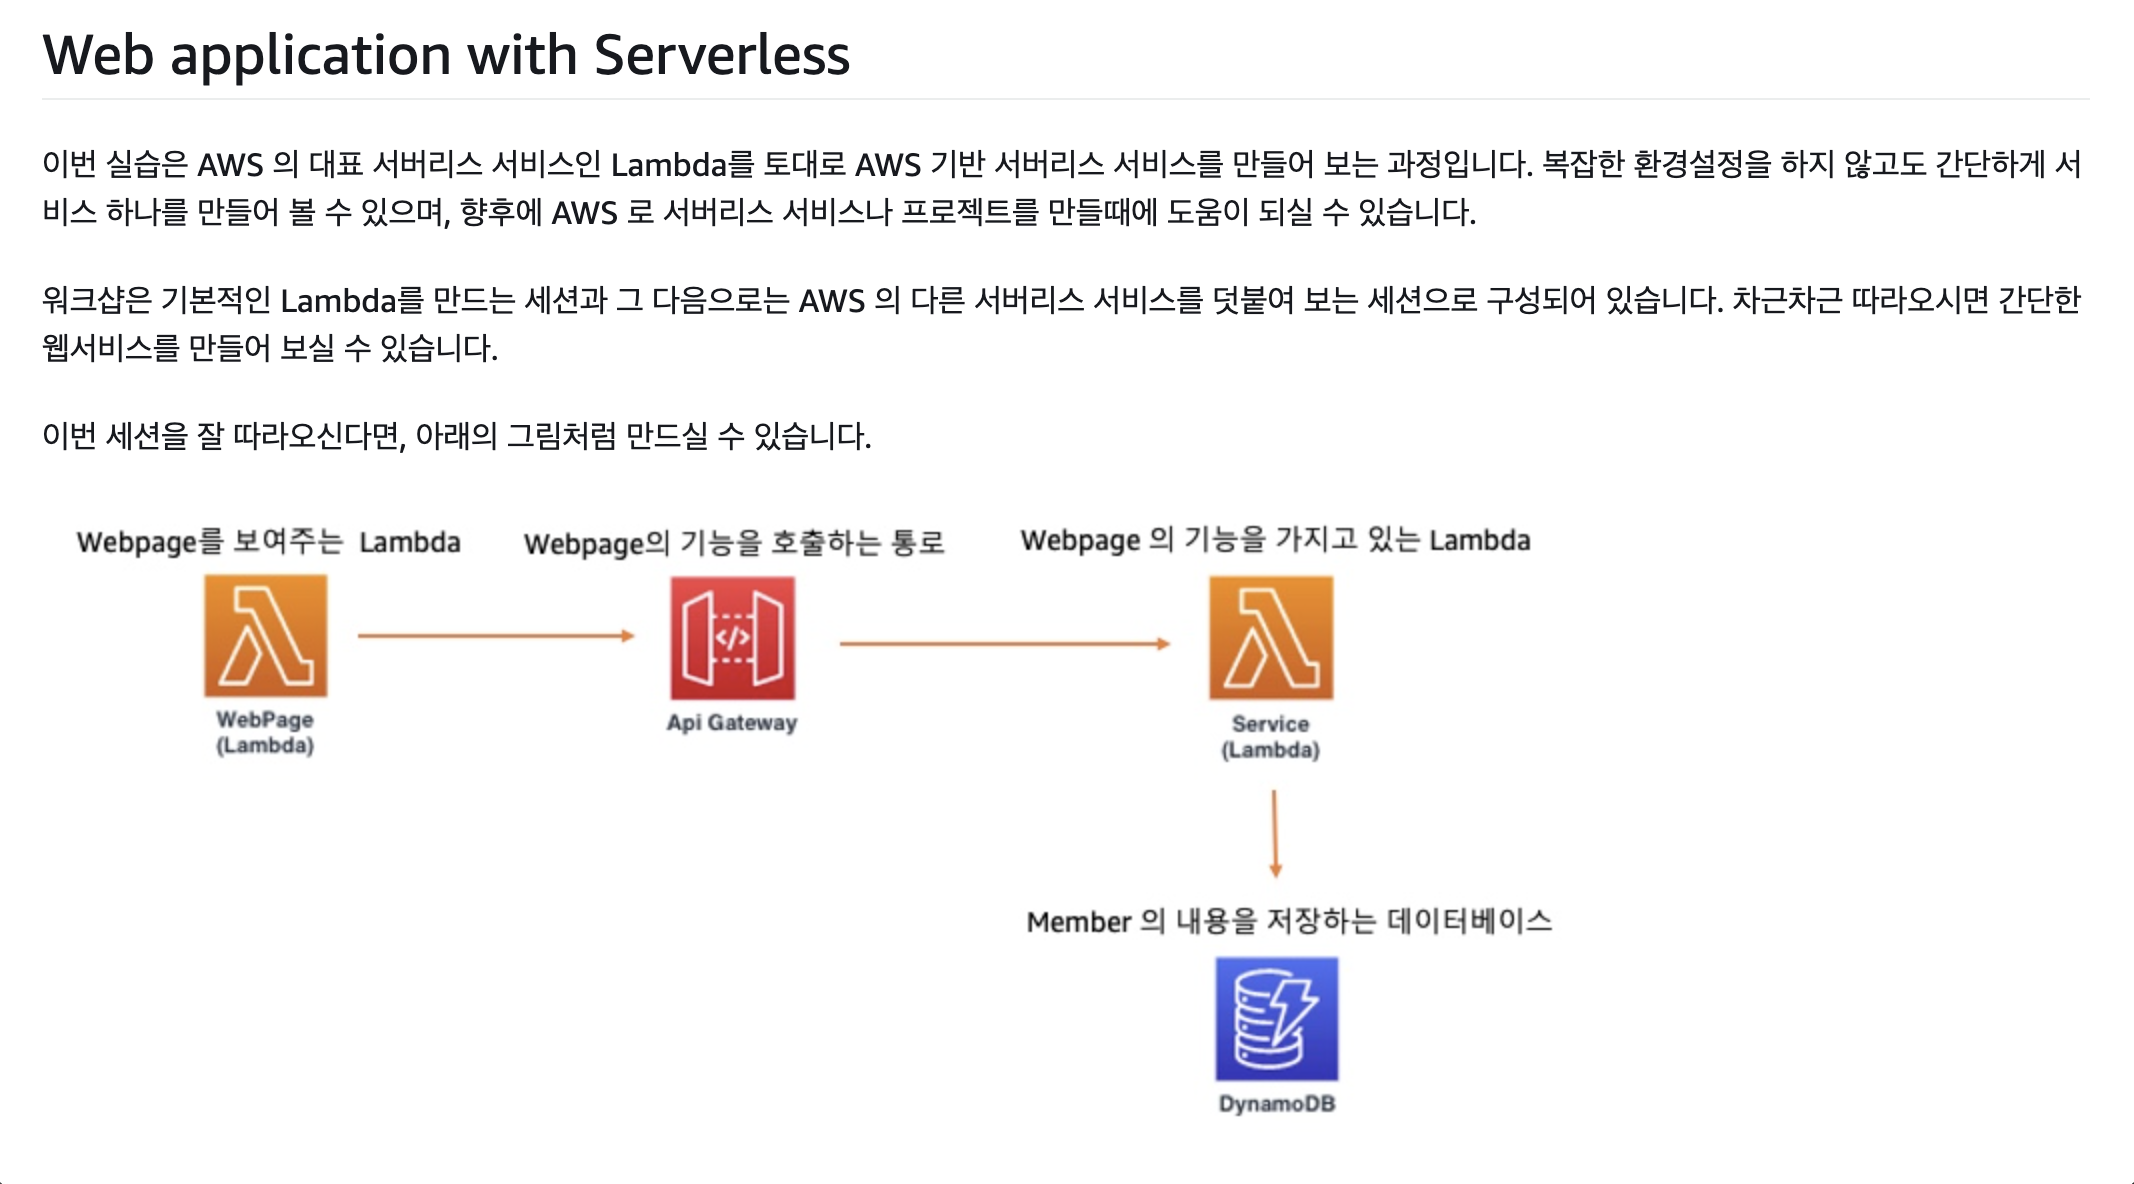 Web application with Serverless
이번 실습은 AWS 의 대표 서버리스 서비스인 Lambda를 토대로 AWS 기반 서버리스 서비스를 만들어 보는 과정입니다. 복잡한 환경설정을 하지 않고도 간단하게 서
비스 하나를 만들어 볼 수 있으며, 향후에 AWS 로 서버리스 서비스나 프로젝트를 만들때에 도움이 되실 수 있습니다.
워크샵은 기본적인 Lambda를 만드는 세션과 그 다음으로는 AWS 의 다른 서버리스 서비스를 덧붙여 보는 세션으로 구성되어 있습니다. 차근차근 따라오시면 간단한
웹서비스를 만들어 보실 수 있습니다.
이번 세션을 잘 따라오신다면, 아래의 그림처럼 만드실 수 있습니다.
Webpage를 보여주는 Lambda
Webpage의 기능을 호출하는 통로
Webpage 의 기능을 가지고 있는 Lambda
</>
WebPage
(Lambda)
Api Gateway
Service
(Lambda)
Member 의 내용을 저장하는 데이터베이스
DynamoDB